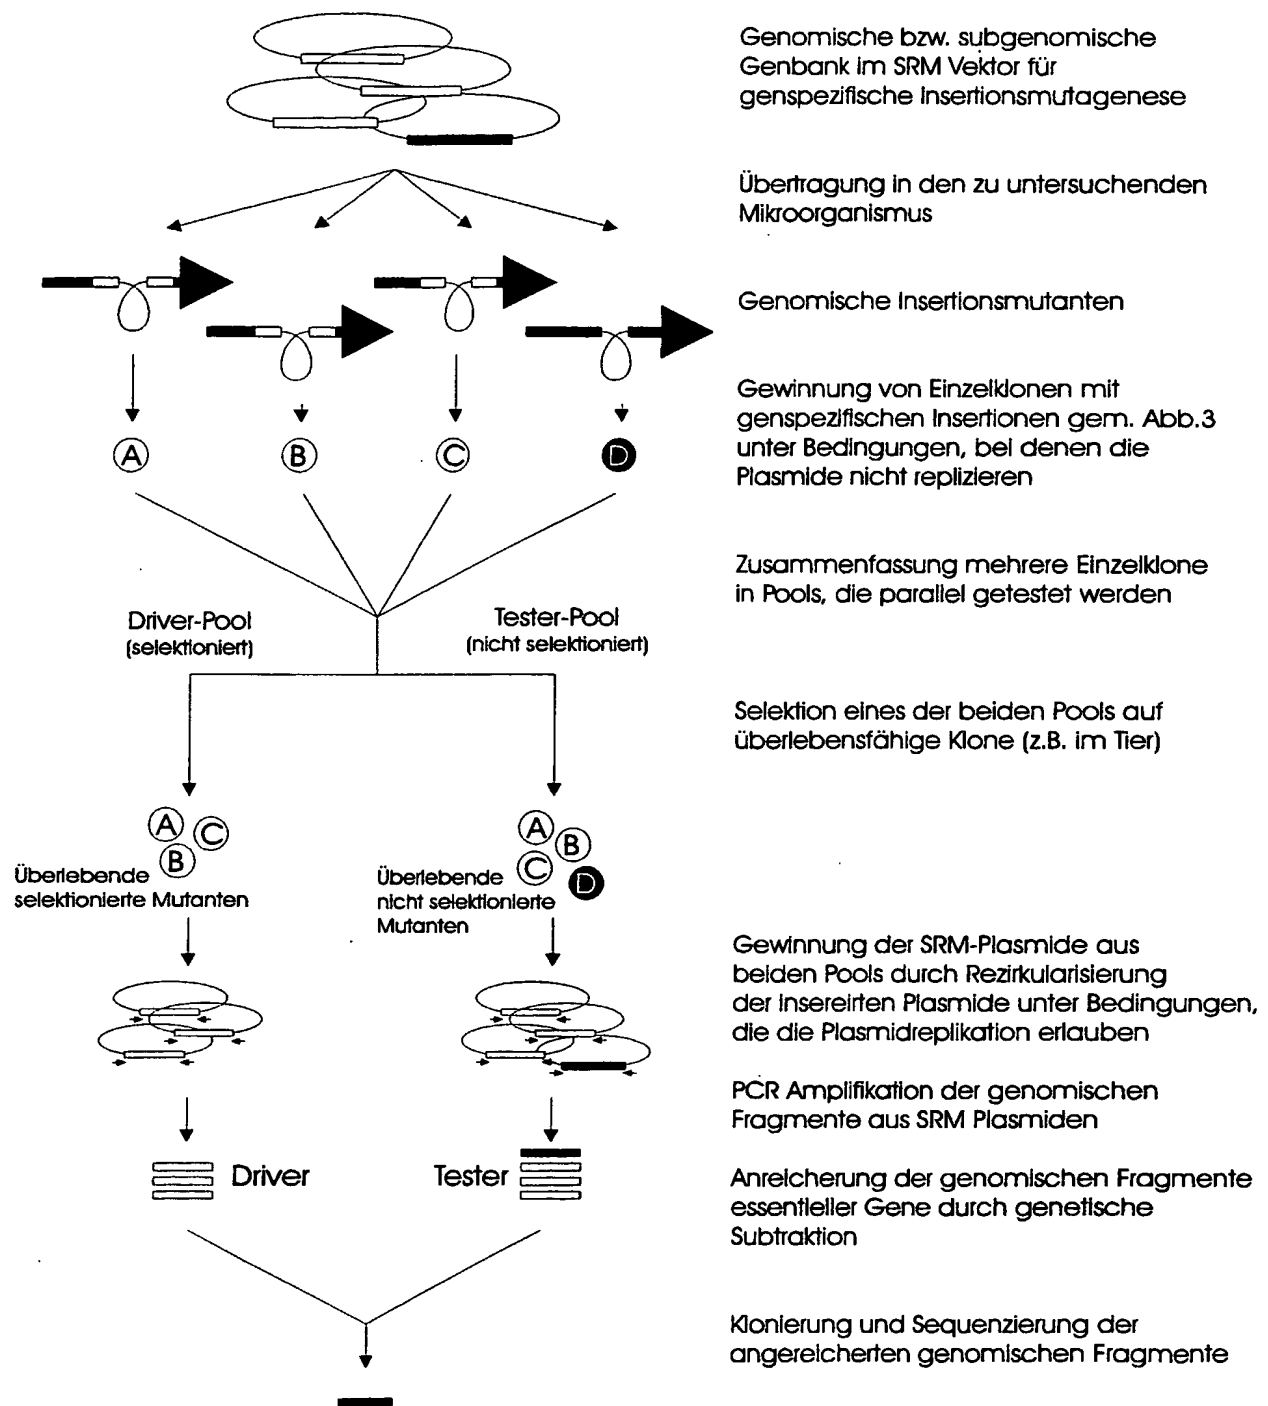 Genomische bzw. subgenomische
Genbank im SRM Vektor für
genspezifische Insertionsmutagenese
Übertragung in den zu untersuchenden
Mikroorganismus
Genomische Insertionsmutanten
Gewinnung von Einzelklonen mit
genspezifischen Insertionen gem. Abb.3
unter Bedingungen, bei denen die
Plasmide nicht replizieren
A
B
C
D
Zusammenfassung mehrere Einzelklone
in Pools, die parallel getestet werden
Driver-Pool
(selektioniert)
Tester-Pool
(nicht selektioniert)
Selektion eines der beiden Pools auf
überlebensfähige Klone (z.B. im Tier)
A
C
B
Überlebende
selektionierte Mutanten
A
B
C
D
Überlebende
nicht selektionierte
Mutanten
Gewinnung der SRM-Plasmide aus
beiden Pools durch Rezirkularisierung
der insereirten Plasmide unter Bedingungen,
die die Plasmidreplikation erlauben
PCR Amplifikation der genomischen
Fragmente aus SRM Plasmiden
Driver
Tester
Anreicherung der genomischen Fragmente
essentieller Gene durch genetische
Subtraktion
Klonierung und Sequenzierung der
angereicherten genomischen Fragmente